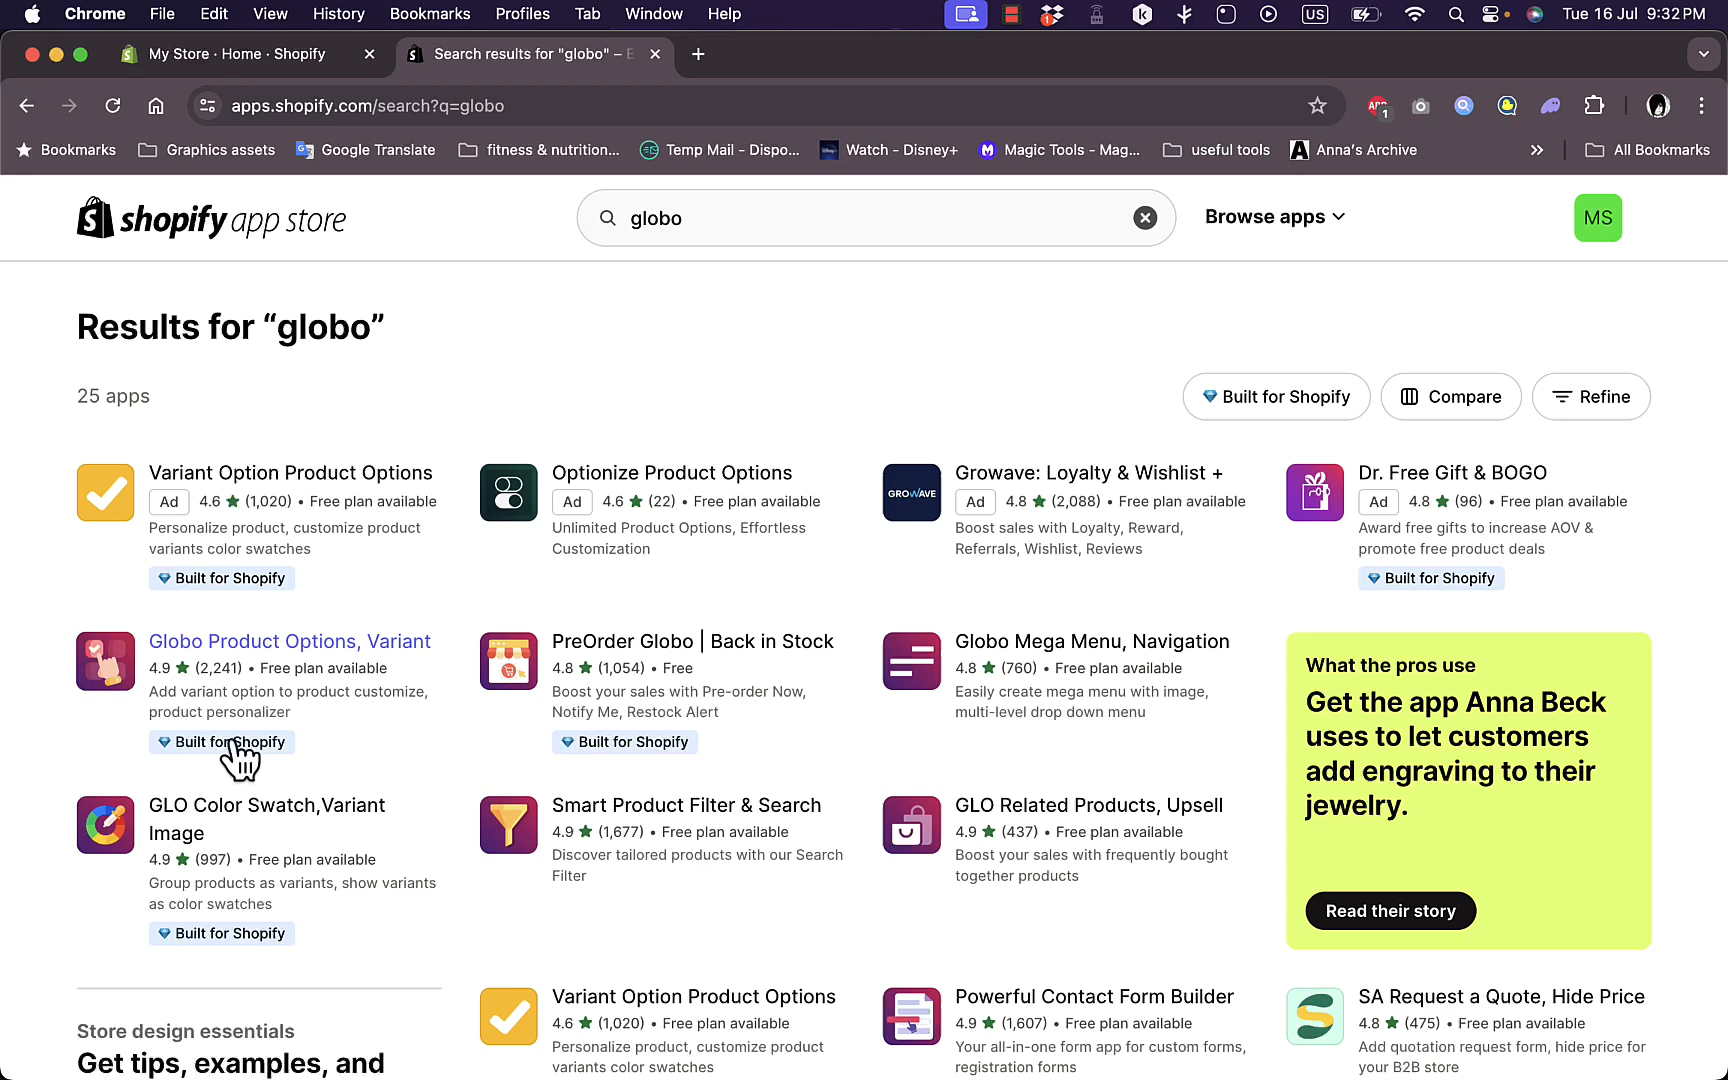 Chrome File Edit View History Bookmarks Profiles Tab Window Help
1
US
Tue 16 Jul 9:32 PM
My Store · Home · Shopify
Search results for "globo" –
apps.shopify.com/search?q=globo
ABP 1
Bookmarks
Graphics assets
Google Translate
fitness & nutrition...
Temp Mail - Dispo...
Watch - Disney+
Magic Tools - Mag...
useful tools
Anna's Archive
All Bookmarks
shopify app store
globo
Browse apps
MS
Results for “globo”
25 apps
Built for Shopify
Compare
Refine
Variant Option Product Options
Ad 4.6 ★ (1,020) • Free plan available
Personalize product, customize product
variants color swatches
Built for Shopify
Optionize Product Options
Ad 4.6 ★ (22) • Free plan available
Unlimited Product Options, Effortless
Customization
GROWAVE
Growave: Loyalty & Wishlist +
Ad 4.8 ★ (2,088) • Free plan available
Boost sales with Loyalty, Reward,
Referrals, Wishlist, Reviews
Dr. Free Gift & BOGO
Ad 4.8 ★ (96) • Free plan available
Award free gifts to increase AOV &
promote free product deals
Built for Shopify
Globo Product Options, Variant
4.9 ★ (2,241) • Free plan available
Add variant option to product customize,
product personalizer
Built for Shopify
PreOrder Globo | Back in Stock
4.8 ★ (1,054) • Free
Boost your sales with Pre-order Now,
Notify Me, Restock Alert
Built for Shopify
Globo Mega Menu, Navigation
4.8 ★ (760) • Free plan available
Easily create mega menu with image,
multi-level drop down menu
What the pros use
Get the app Anna Beck
uses to let customers
add engraving to their
jewelry.
Read their story
GLO Color Swatch,Variant
Image
4.9 ★ (997) • Free plan available
Group products as variants, show variants
as color swatches
Built for Shopify
Smart Product Filter & Search
4.9 ★ (1,677) • Free plan available
Discover tailored products with our Search
Filter
GLO Related Products, Upsell
4.9 ★ (437) • Free plan available
Boost your sales with frequently bought
together products
Store design essentials
Get tips, examples, and
Variant Option Product Options
4.6 ★ (1,020) • Free plan available
Personalize product, customize product
variants color swatches
Powerful Contact Form Builder
4.9 ★ (1,607) • Free plan available
Your all-in-one form app for custom forms,
registration forms
SA Request a Quote, Hide Price
4.8 ★ (475) • Free plan available
Add quotation request form, hide price for
your B2B store